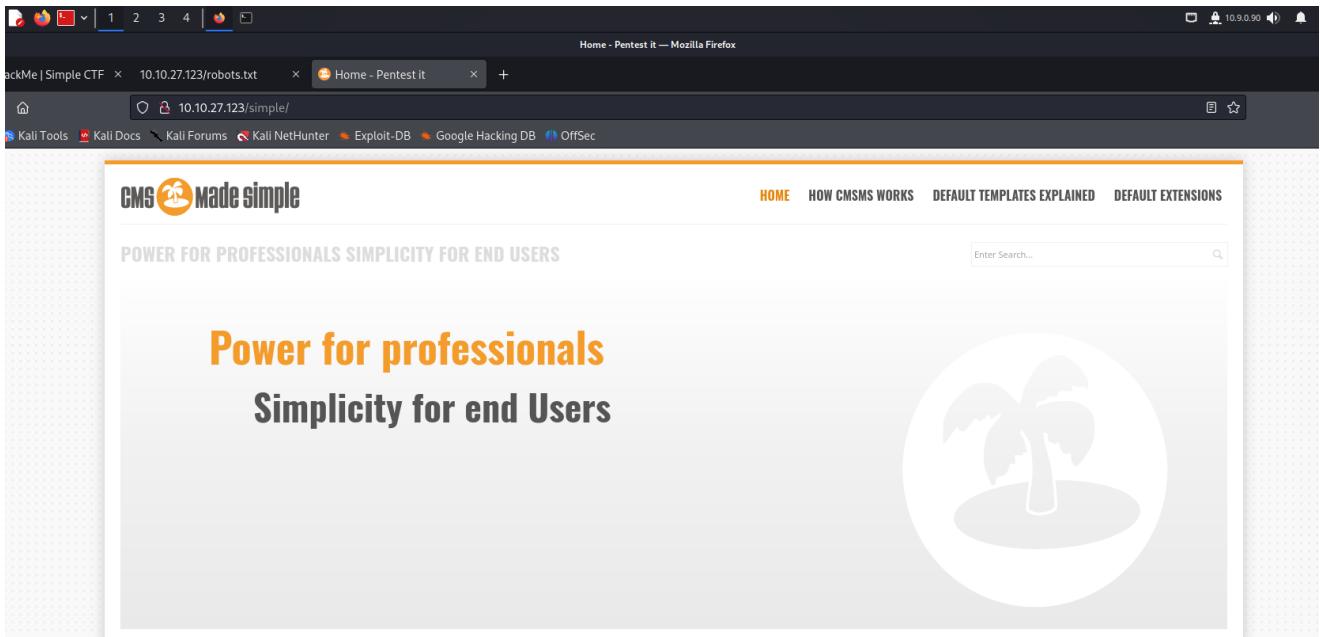 1 2 3 4
10.9.0.90
Home - Pentest it — Mozilla Firefox
ackMe | Simple CTF
10.10.27.123/robots.txt
Home - Pentest it
10.10.27.123/simple/
Kali Tools
Kali Docs
Kali Forums
Kali NetHunter
Exploit-DB
Google Hacking DB
OffSec
CMS Made Simple
HOME
HOW CMSMS WORKS
DEFAULT TEMPLATES EXPLAINED
DEFAULT EXTENSIONS
POWER FOR PROFESSIONALS SIMPLICITY FOR END USERS
Enter Search...
Power for professionals
Simplicity for end Users